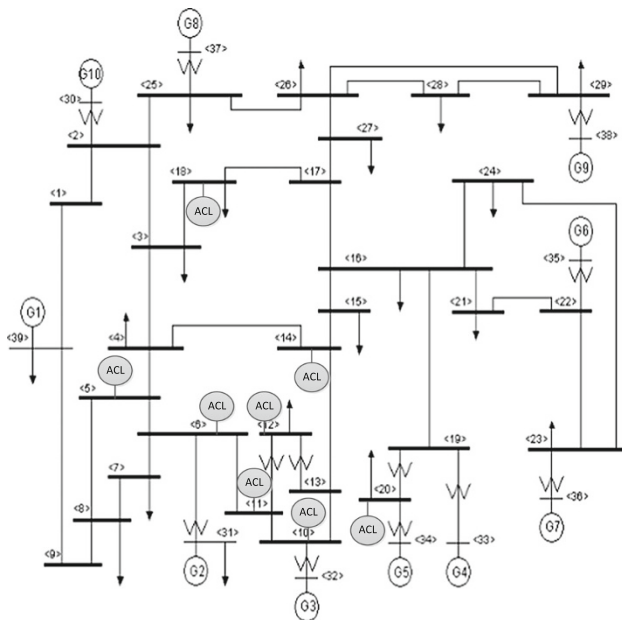 G8
<37>
G10
<25>
<26>
<28>
<29>
<30>
<2>
<27>
<38>
<18>
<17>
<24>
G9
<1>
ACL
<3>
G6
<16>
<35>
G1
<15>
<21>
<22>
<39>
<4>
<14>
ACL
ACL
<5>
ACL
ACL
<6>
<12>
<19>
<23>
<7>
ACL
<13>
<20>
<36>
<8>
<11>
ACL
ACL
G7
<31>
<10>
<34>
<33>
<9>
G2
<32>
G5
G4
G3